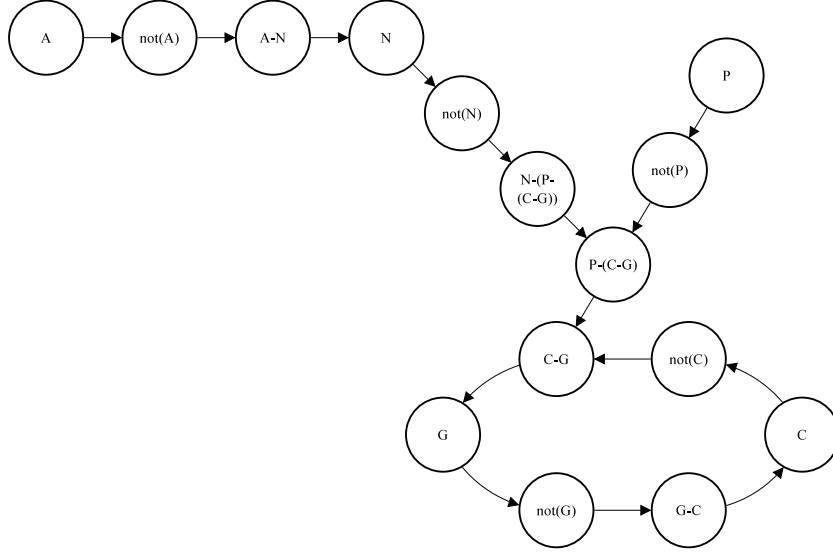 A
not(A)
A-N
N
P
not(N)
not(P)
N-(P-
(C-G))
P-(C-G)
C-G
not(C)
G
C
not(G)
G-C